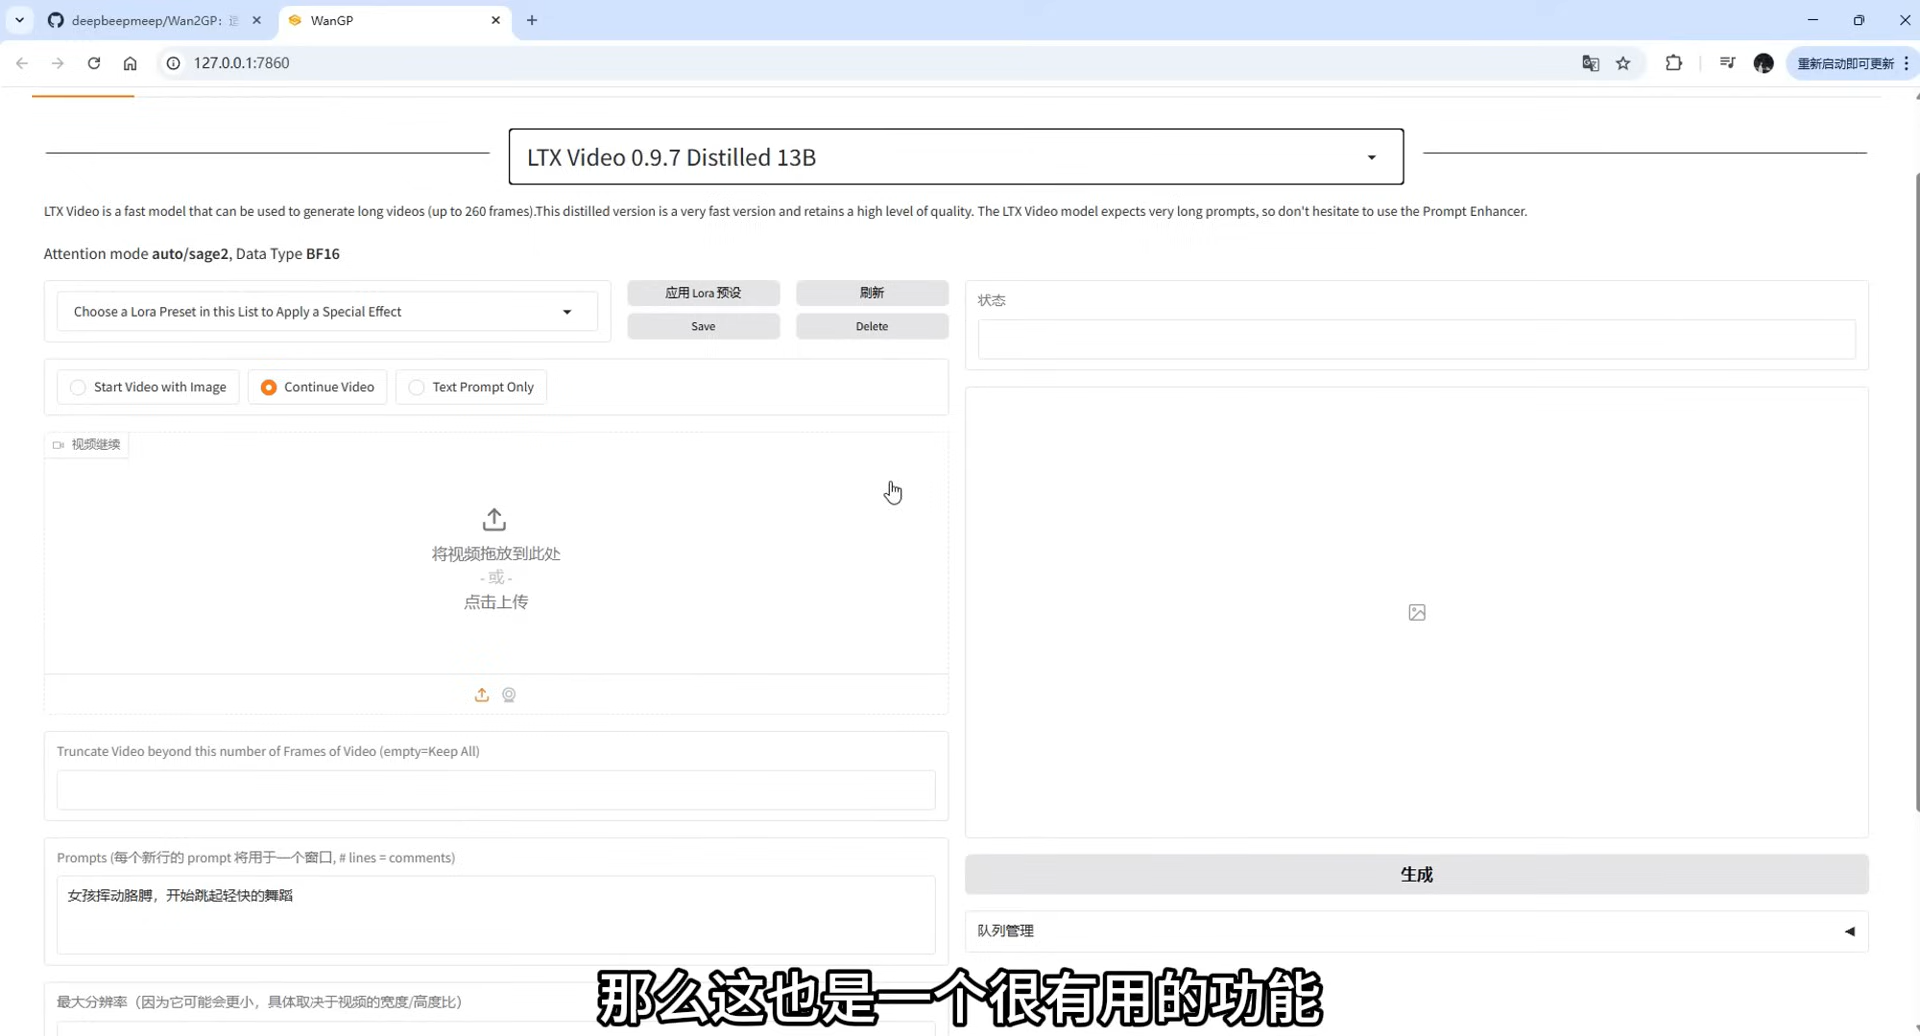 deepbeepmeep/Wan2GP:
WanGP
127.0.0.1:7860
重新启动即可更新
LTX Video 0.9.7 Distilled 13B
LTX Video is a fast model that can be used to generate long videos (up to 260 frames).This distilled version is a very fast version and retains a high level of quality. The LTX Video model expects very long prompts, so don't hesitate to use the Prompt Enhancer.
Attention mode auto/sage2, Data Type BF16
Choose a Lora Preset in this List to Apply a Special Effect
应用 Lora 预设
刷新
Save
Delete
状态
Start Video with Image
Continue Video
Text Prompt Only
视频继续
将视频拖放到此处
- 或 -
点击上传
Truncate Video beyond this number of Frames of Video (empty=Keep All)
Prompts (每个新行的 prompt 将用于一个窗口, # lines = comments)
女孩挥动胳膊，开始跳起轻快的舞蹈
生成
队列管理
最大分辨率（因为它可能会更小，具体取决于视频的宽度/高度比）
那么这也是一个很有用的功能